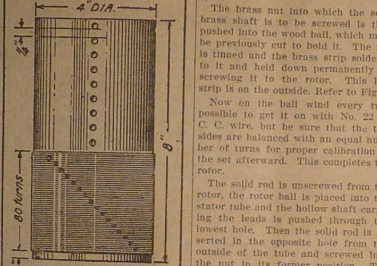 4" DIA.
1/4"
8"
80 turns
The brass nut into which the
brass shaft is to be screwed is
pushed into the wood ball, which
be previously cut to hold it. The
is tinned and the brass strip
to it and held down permanently
screwing it to the rotor. This
strip is on the outside. Refer to
Now on the ball wind every
possible to get it on with No. 22
C. C. wire, but be sure that the
sides are balanced with an equal
ber of turns for proper calibration
the set afterward. This completes
rotor.
The solid rod is unscrewed from
rotor, the rotor ball is placed into
stator tube and the hollow shaft
ing the leads is pushed through
lowest hole. Then the solid rod is
serted in the opposite hole from
outside of the tube and screwed
the nut in its former position.